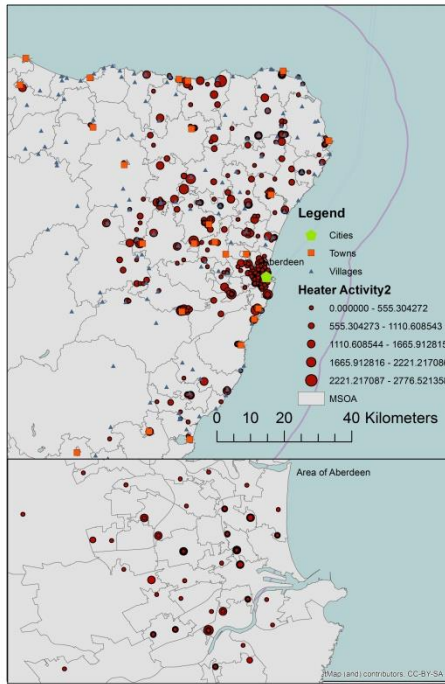 Legend
Cities
Aberdeen
Towns
Villages
Heater Activity2
0.000000 - 555.304272
555.304273 - 1110.608543
1110.608544 - 1665.912815
1665.912816 - 2221.217086
2221.217087 - 2776.521358
MSOA
0 10 20 40 Kilometers
Area of Aberdeen
(Map (and) contributors, CC-BY-SA